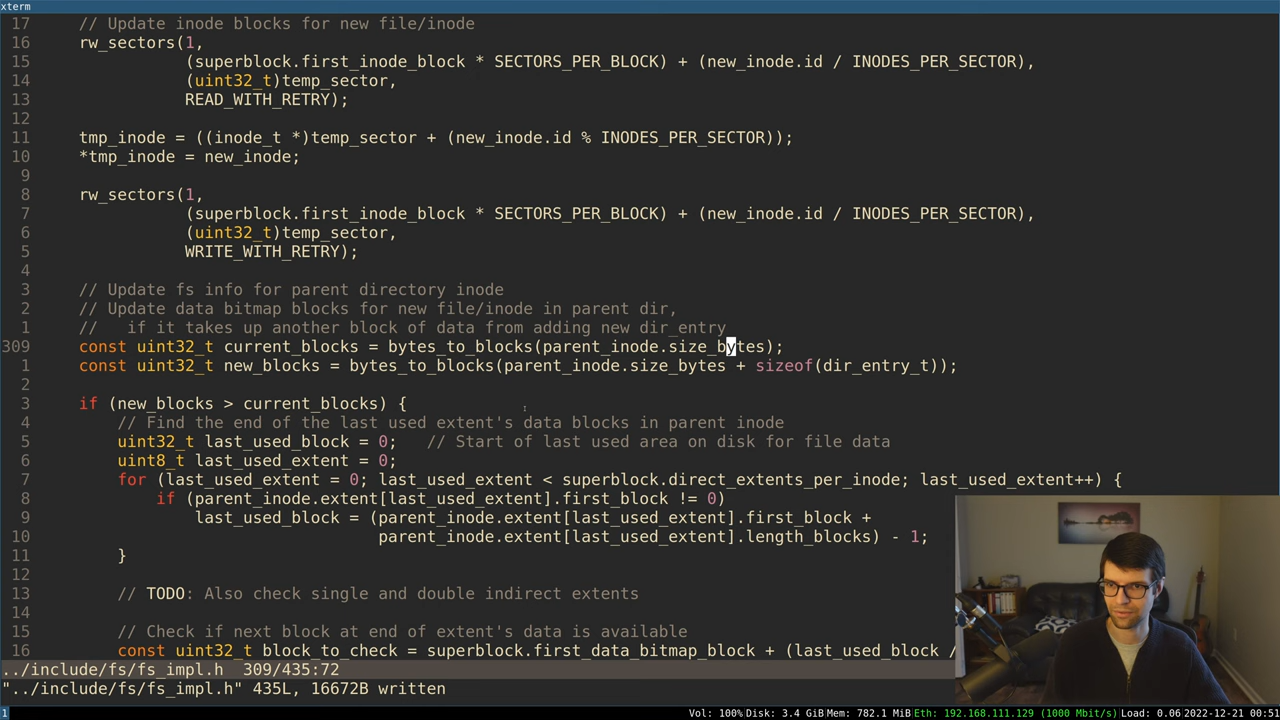 xterm
17     // Update inode blocks for new file/inode
16     rw_sectors(1,
15                (superblock.first_inode_block * SECTORS_PER_BLOCK) + (new_inode.id / INODES_PER_SECTOR),
14                (uint32_t)temp_sector,
13                READ_WITH_RETRY);
12
11     tmp_inode = ((inode_t *)temp_sector + (new_inode.id % INODES_PER_SECTOR));
10     *tmp_inode = new_inode;
9
8     rw_sectors(1,
7                (superblock.first_inode_block * SECTORS_PER_BLOCK) + (new_inode.id / INODES_PER_SECTOR),
6                (uint32_t)temp_sector,
5                WRITE_WITH_RETRY);
4
3     // Update fs info for parent directory inode
2     // Update data bitmap blocks for new file/inode in parent dir,
1     //   if it takes up another block of data from adding new dir_entry
309     const uint32_t current_blocks = bytes_to_blocks(parent_inode.size_bytes);
1     const uint32_t new_blocks = bytes_to_blocks(parent_inode.size_bytes + sizeof(dir_entry_t));
2
3     if (new_blocks > current_blocks) {
4         // Find the end of the last used extent's data blocks in parent inode
5         uint32_t last_used_block = 0;   // Start of last used area on disk for file data
6         uint8_t last_used_extent = 0;
7         for (last_used_extent = 0; last_used_extent < superblock.direct_extents_per_inode; last_used_extent++) {
8             if (parent_inode.extent[last_used_extent].first_block != 0)
9                 last_used_block = (parent_inode.extent[last_used_extent].first_block +
10                                    parent_inode.extent[last_used_extent].length_blocks) - 1;
11         }
12
13         // TODO: Also check single and double indirect extents
14
15         // Check if next block at end of extent's data is available
16         const uint32_t block_to_check = superblock.first_data_bitmap_block + (last_used_block /
../include/fs/fs_impl.h  309/435:72
"../include/fs/fs_impl.h" 435L, 16672B written
1 Vol: 100% Disk: 3.4 GiB Mem: 782.1 MiB Eth: 192.168.111.129 (1000 Mbit/s) Load: 0.06 2022-12-21 00:51